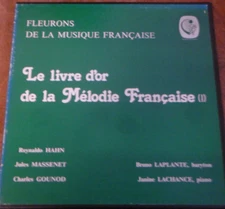 FLEURONS
DE LA MUSIQUE FRANÇAISE
Le livre d'or
de la Mélodie Française (I)
Reynaldo HAHN
Jules MASSENET
Charles GOUNOD
Bruno LAPLANTE, baryton
Janine LACHANCE, piano